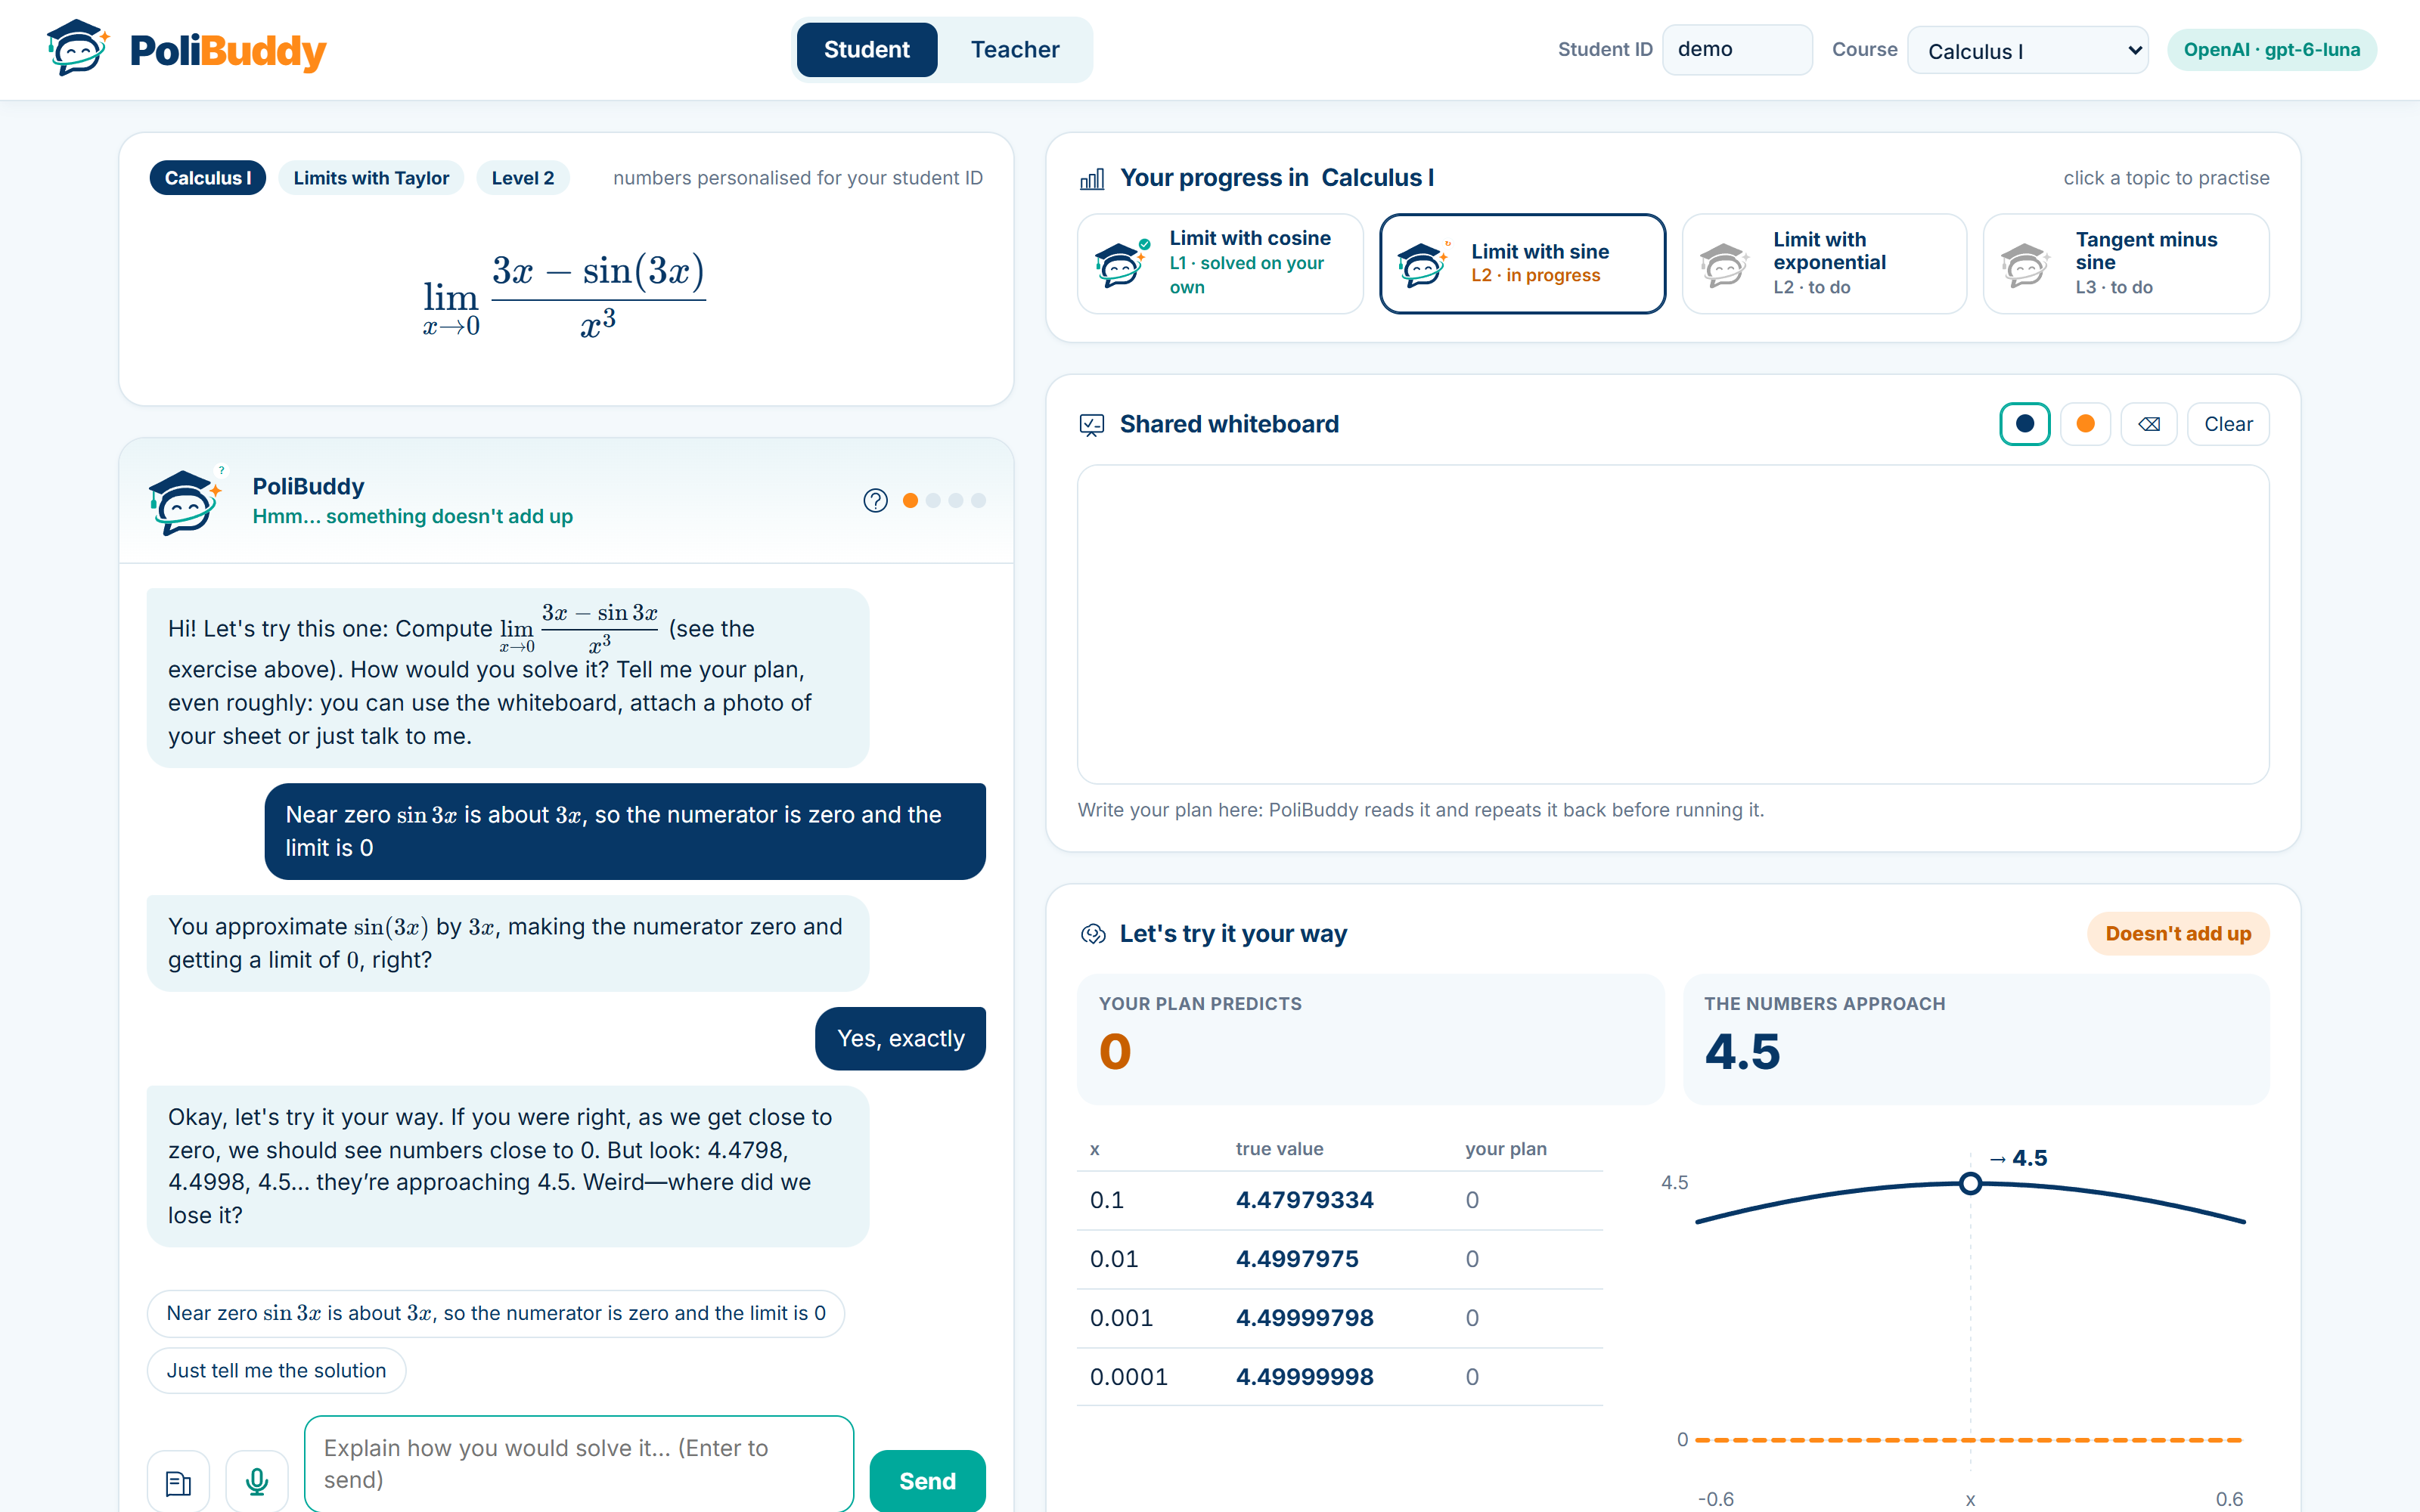 PoliBuddy
Student
Teacher
Student ID
demo
Course
Calculus I
OpenAI · gpt-6-luna
Calculus I
Limits with Taylor
Level 2
numbers personalised for your student ID
lim x→0 (3x − sin(3x)) / x³
PoliBuddy
Hmm... something doesn't add up
?
Hi! Let's try this one: Compute lim x→0 (3x − sin 3x) / x³ (see the
exercise above). How would you solve it? Tell me your plan,
even roughly: you can use the whiteboard, attach a photo of
your sheet or just talk to me.
Near zero sin 3x is about 3x, so the numerator is zero and the
limit is 0
You approximate sin(3x) by 3x, making the numerator zero and
getting a limit of 0, right?
Yes, exactly
Okay, let's try it your way. If you were right, as we get close to
zero, we should see numbers close to 0. But look: 4.4798,
4.4998, 4.5... they’re approaching 4.5. Weird—where did we
lose it?
Near zero sin 3x is about 3x, so the numerator is zero and the limit is 0
Just tell me the solution
Explain how you would solve it... (Enter to
send)
Send
Your progress in Calculus I
click a topic to practise
Limit with cosine
L1 · solved on your
own
Limit with sine
L2 · in progress
Limit with
exponential
L2 · to do
Tangent minus
sine
L3 · to do
Shared whiteboard
Clear
Write your plan here: PoliBuddy reads it and repeats it back before running it.
Let's try it your way
Doesn't add up
YOUR PLAN PREDICTS
0
THE NUMBERS APPROACH
4.5
x true value your plan
0.1 4.47979334 0
0.01 4.4997975 0
0.001 4.49999798 0
0.0001 4.49999998 0
→ 4.5
4.5
0
-0.6 x 0.6